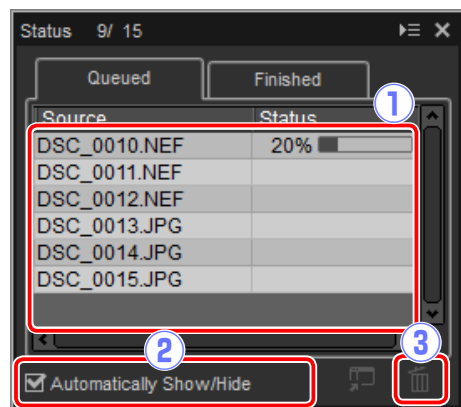 Status 9/ 15
Queued Finished
1
Source Status
DSC_0010.NEF 20%
DSC_0011.NEF
DSC_0012.NEF
DSC_0013.JPG
DSC_0014.JPG
DSC_0015.JPG
2 3
Automatically Show/Hide